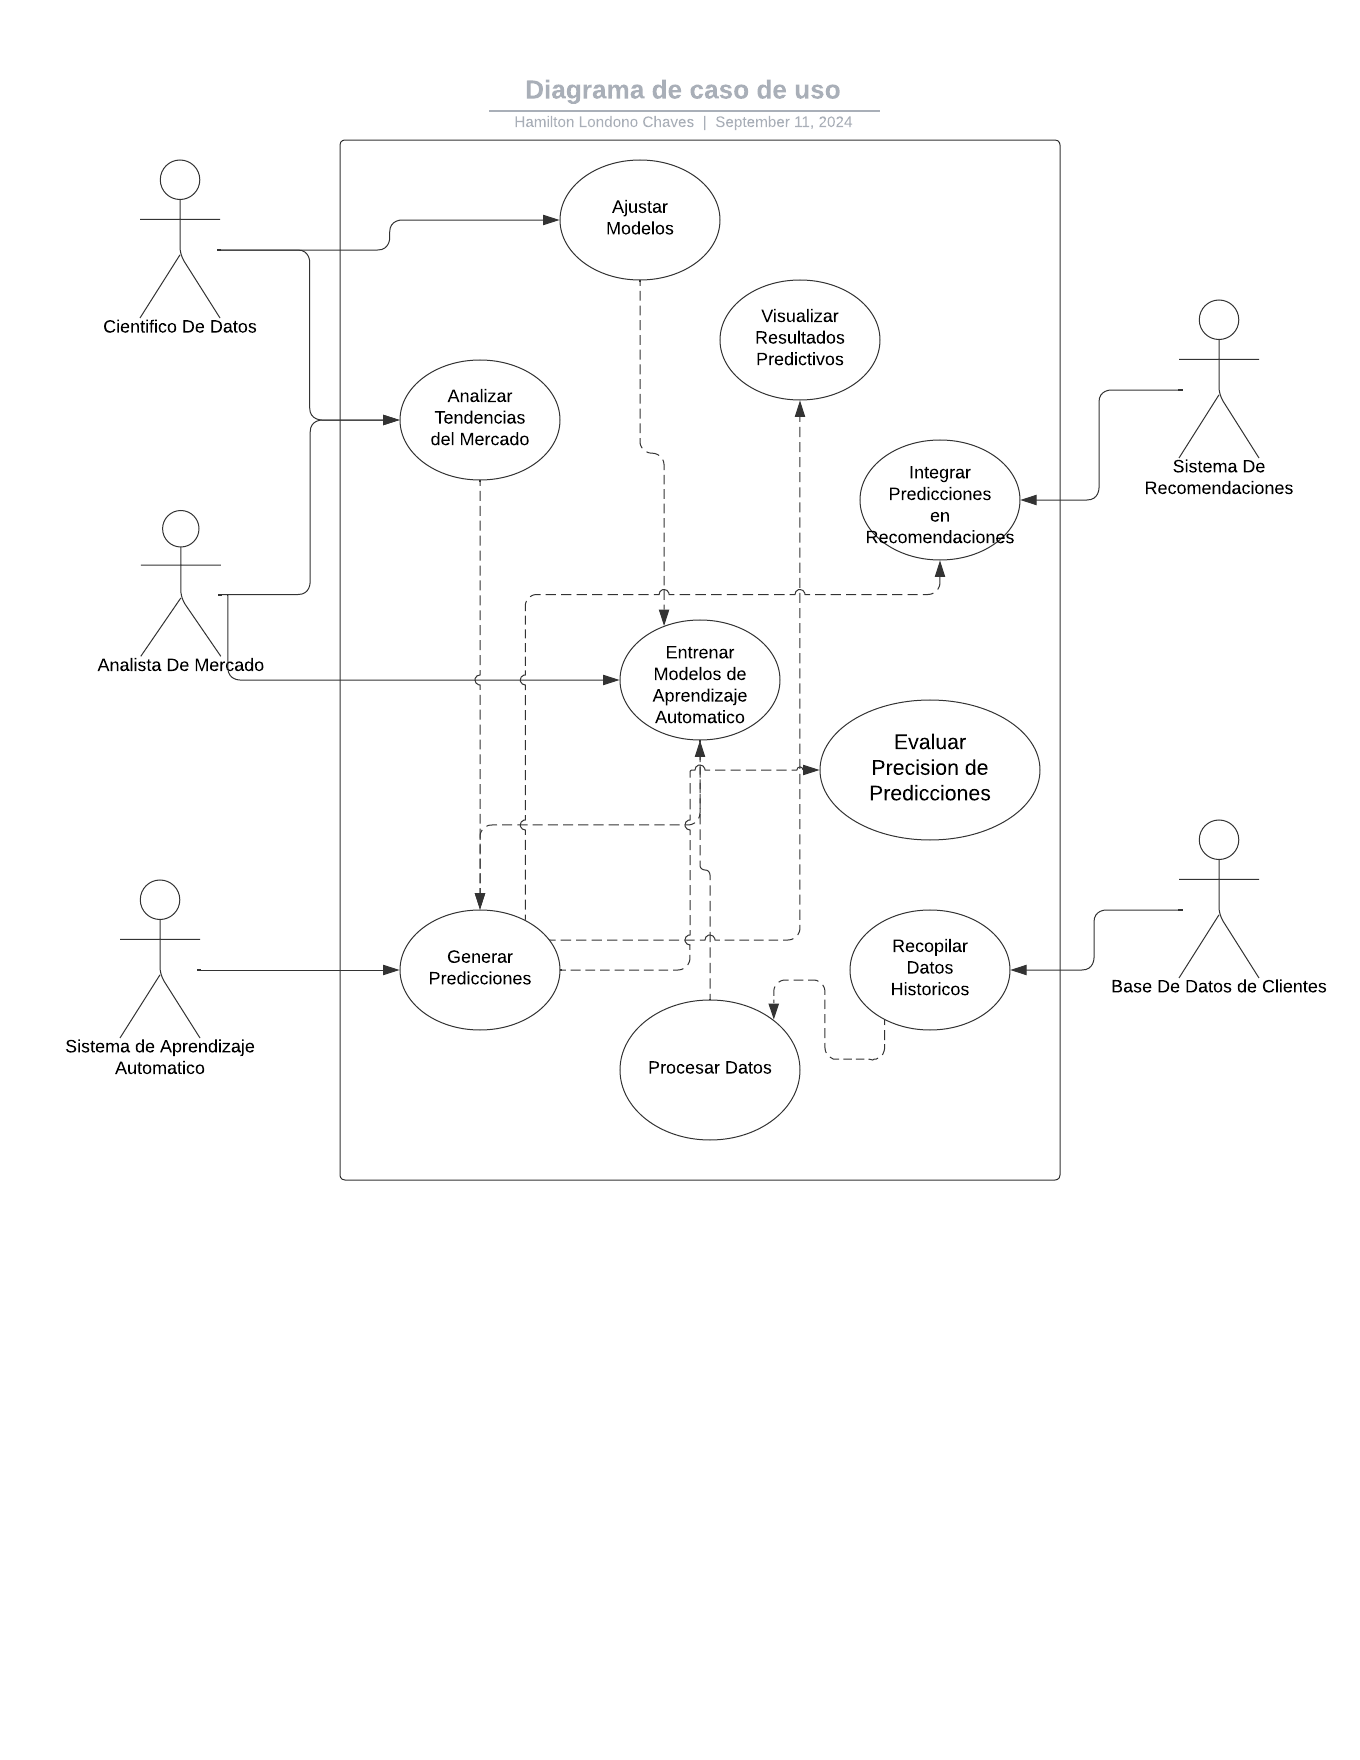 Diagrama de caso de uso
Hamilton Londono Chaves | September 11, 2024
Ajustar
Modelos
Cientifico De Datos
Visualizar
Resultados
Predictivos
Analizar
Tendencias
del Mercado
Sistema De
Recomendaciones
Integrar
Predicciones
en
Recomendaciones
Analista De Mercado
Entrenar
Modelos de
Aprendizaje
Automatico
Evaluar
Precision de
Predicciones
Generar
Predicciones
Recopilar
Datos
Historicos
Base De Datos de Clientes
Sistema de Aprendizaje
Automatico
Procesar Datos